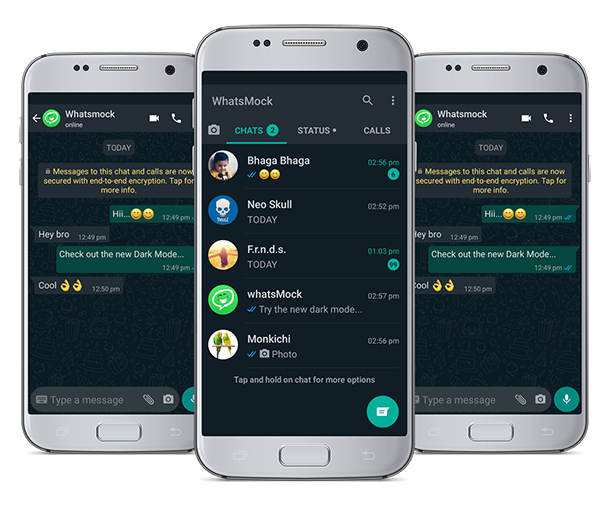 Whatsmock
online
TODAY
Messages to this chat and calls are now
secured with end-to-end encryption. Tap for
more info.
Hii...😀😀
12:49 pm
Hey bro
12:49 pm
Check out the new Dark Mode...
12:49 pm
Cool 👌👌
12:50 pm
Type a message
WhatsMock
CHATS 2
STATUS •
CALLS
Bhaga Bhaga
02:56 pm
😀😀
6
Neo Skull
02:52 pm
TODAY
SKULL
F.r.n.d.s.
01:03 pm
TODAY
99
whatsMock
02:57 pm
Try the new dark mode...
Monkichi
02:56 pm
Photo
Tap and hold on chat for more options
Whatsmock
online
TODAY
Messages to this chat and calls are now
secured with end-to-end encryption. Tap for
more info.
Hii...😀😀
12:49 pm
Hey bro
12:49 pm
Check out the new Dark Mode...
12:49 pm
Cool 👌👌
12:50 pm
Type a message